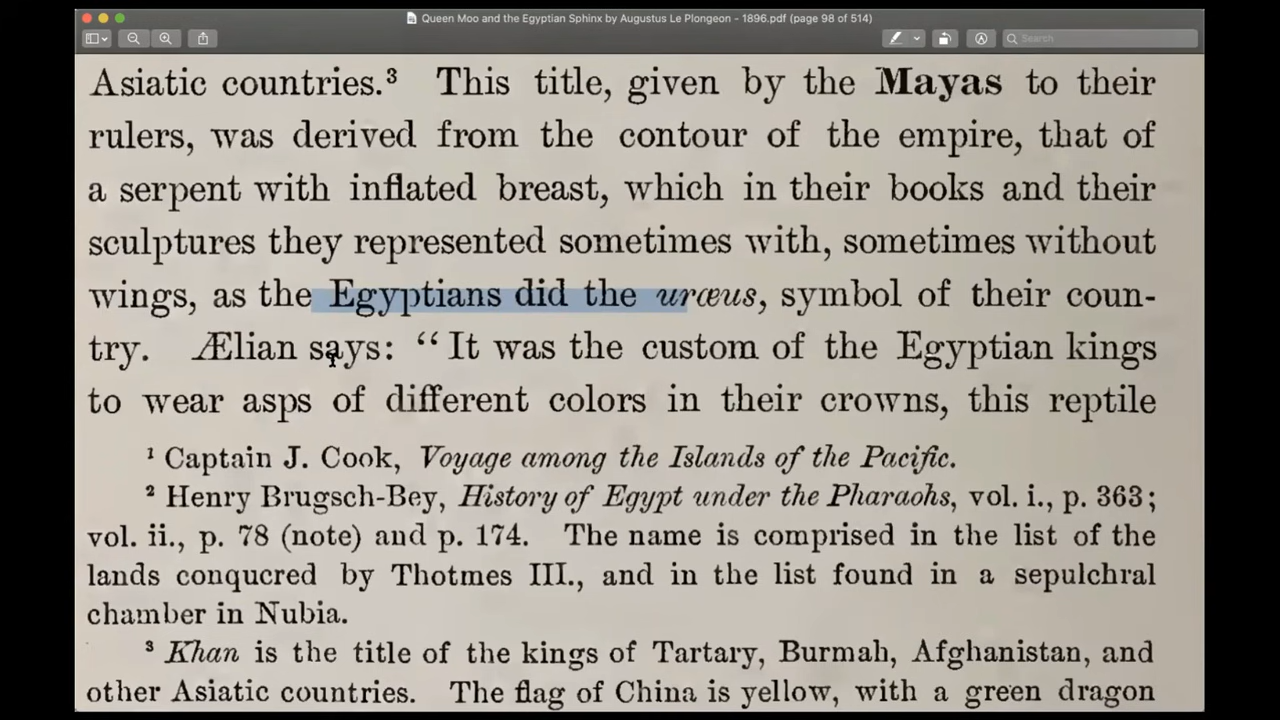 Queen Moo and the Egyptian Sphinx by Augustus Le Plongeon - 1896.pdf (page 98 of 514)
Search
Asiatic countries.³ This title, given by the Mayas to their
rulers, was derived from the contour of the empire, that of
a serpent with inflated breast, which in their books and their
sculptures they represented sometimes with, sometimes without
wings, as the Egyptians did the uræus, symbol of their coun-
try. Ælian says: “It was the custom of the Egyptian kings
to wear asps of different colors in their crowns, this reptile
¹ Captain J. Cook, Voyage among the Islands of the Pacific.
² Henry Brugsch-Bey, History of Egypt under the Pharaohs, vol. i., p. 363;
vol. ii., p. 78 (note) and p. 174. The name is comprised in the list of the
lands conqucred by Thotmes III., and in the list found in a sepulchral
chamber in Nubia.
³ Khan is the title of the kings of Tartary, Burmah, Afghanistan, and
other Asiatic countries. The flag of China is yellow, with a green dragon